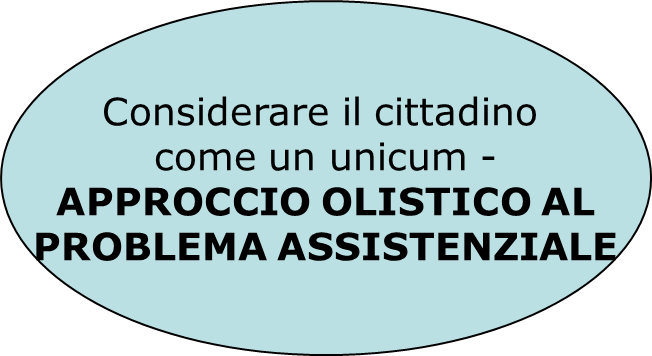 Considerare il cittadino
come un unicum -
APPROCCIO OLISTICO AL
PROBLEMA ASSISTENZIALE